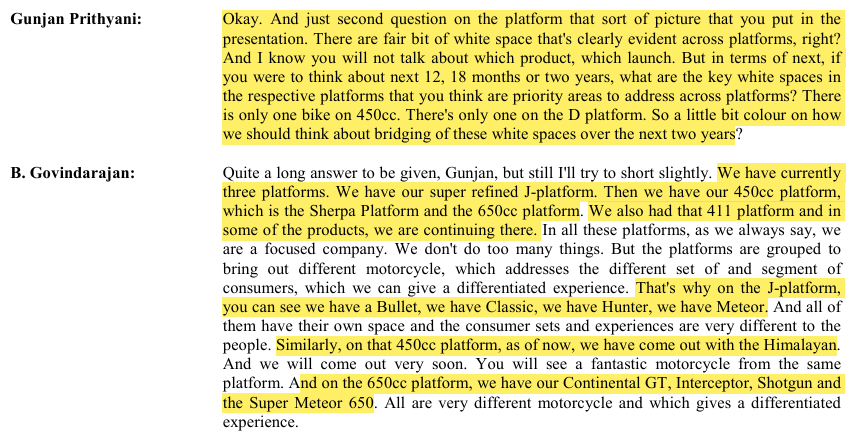 Gunjan Prithyani: Okay. And just second question on the platform that sort of picture that you put in the
presentation. There are fair bit of white space that's clearly evident across platforms, right?
And I know you will not talk about which product, which launch. But in terms of next, if
you were to think about next 12, 18 months or two years, what are the key white spaces in
the respective platforms that you think are priority areas to address across platforms? There
is only one bike on 450cc. There's only one on the D platform. So a little bit colour on how
we should think about bridging of these white spaces over the next two years?
B. Govindarajan: Quite a long answer to be given, Gunjan, but still I'll try to short slightly. We have currently
three platforms. We have our super refined J-platform. Then we have our 450cc platform,
which is the Sherpa Platform and the 650cc platform. We also had that 411 platform and in
some of the products, we are continuing there. In all these platforms, as we always say, we
are a focused company. We don't do too many things. But the platforms are grouped to
bring out different motorcycle, which addresses the different set of and segment of
consumers, which we can give a differentiated experience. That's why on the J-platform,
you can see we have a Bullet, we have Classic, we have Hunter, we have Meteor. And all of
them have their own space and the consumer sets and experiences are very different to the
people. Similarly, on that 450cc platform, as of now, we have come out with the Himalayan.
And we will come out very soon. You will see a fantastic motorcycle from the same
platform. And on the 650cc platform, we have our Continental GT, Interceptor, Shotgun and
the Super Meteor 650. All are very different motorcycle and which gives a differentiated
experience.